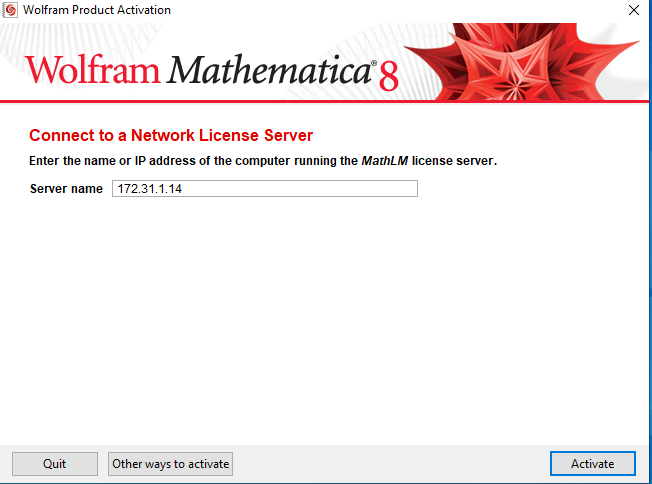 Wolfram Product Activation
Wolfram Mathematica® 8
Connect to a Network License Server
Enter the name or IP address of the computer running the MathLM license server.
Server name 172.31.1.14
Quit Other ways to activate Activate